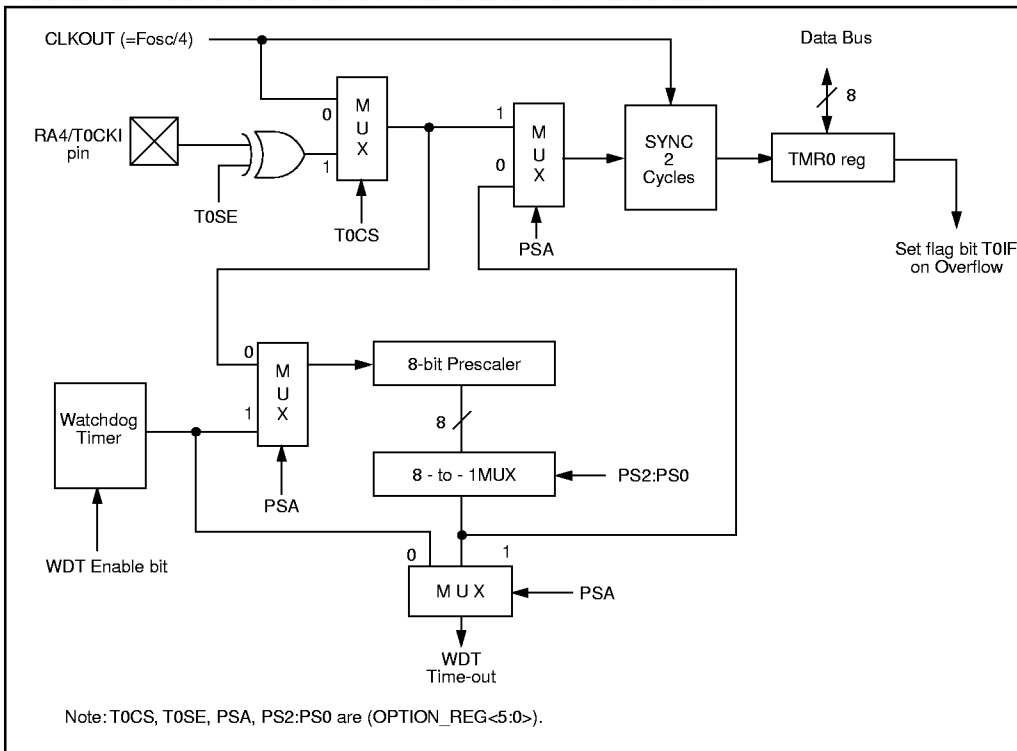 CLKOUT (=Fosc/4)
Data Bus
8
RA4/T0CKI
pin
0
1
M
U
X
T0SE
T0CS
1
0
M
U
X
PSA
SYNC
2
Cycles
TMR0 reg
Set flag bit T0IF
on Overflow
0
1
M
U
X
PSA
8-bit Prescaler
8
Watchdog
Timer
WDT Enable bit
8 - to - 1MUX
PS2:PS0
0
1
M U X
PSA
WDT
Time-out
Note: T0CS, T0SE, PSA, PS2:PS0 are (OPTION_REG<5:0>).